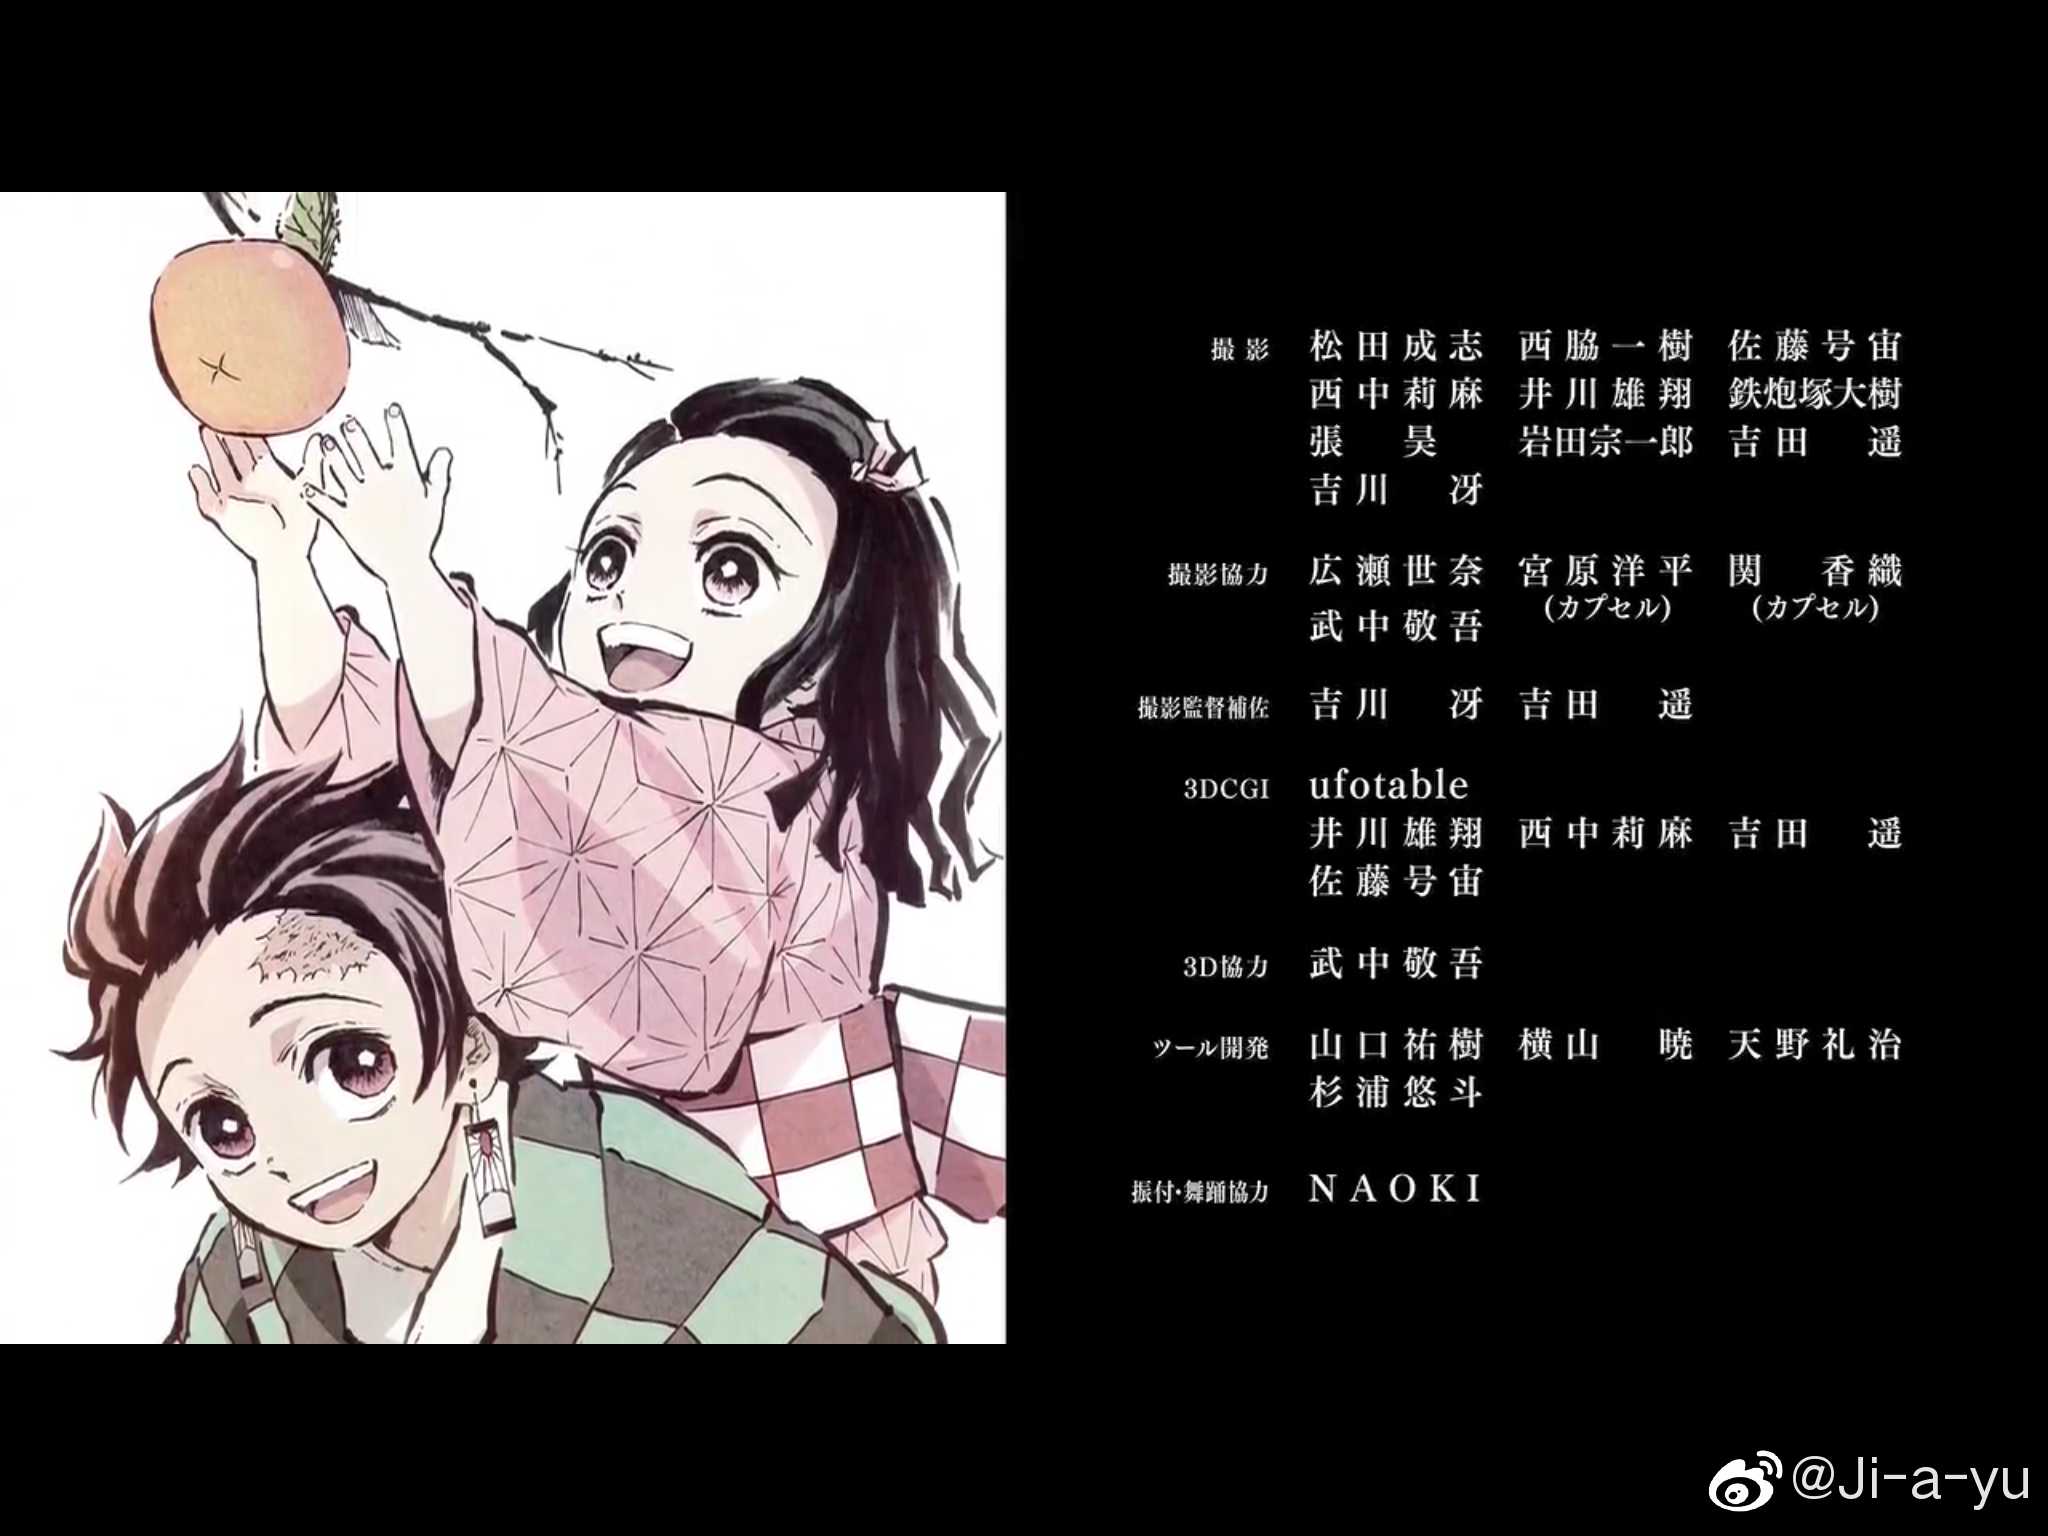 撮影 松田成志 西脇一樹 佐藤号宙
西中莉麻 井川雄翔 鉄炮塚大樹
張昊 岩田宗一郎 吉田遥
吉川冴
撮影協力 広瀬世奈 宮原洋平 関香織
(カプセル) (カプセル)
武中敬吾
撮影監督補佐 吉川冴 吉田遥
3DCGI ufotable
井川雄翔 西中莉麻 吉田遥
佐藤号宙
3D協力 武中敬吾
ツール開発 山口祐樹 横山暁 天野礼治
杉浦悠斗
振付・舞踊協力 NAOKI
@Ji-a-yu